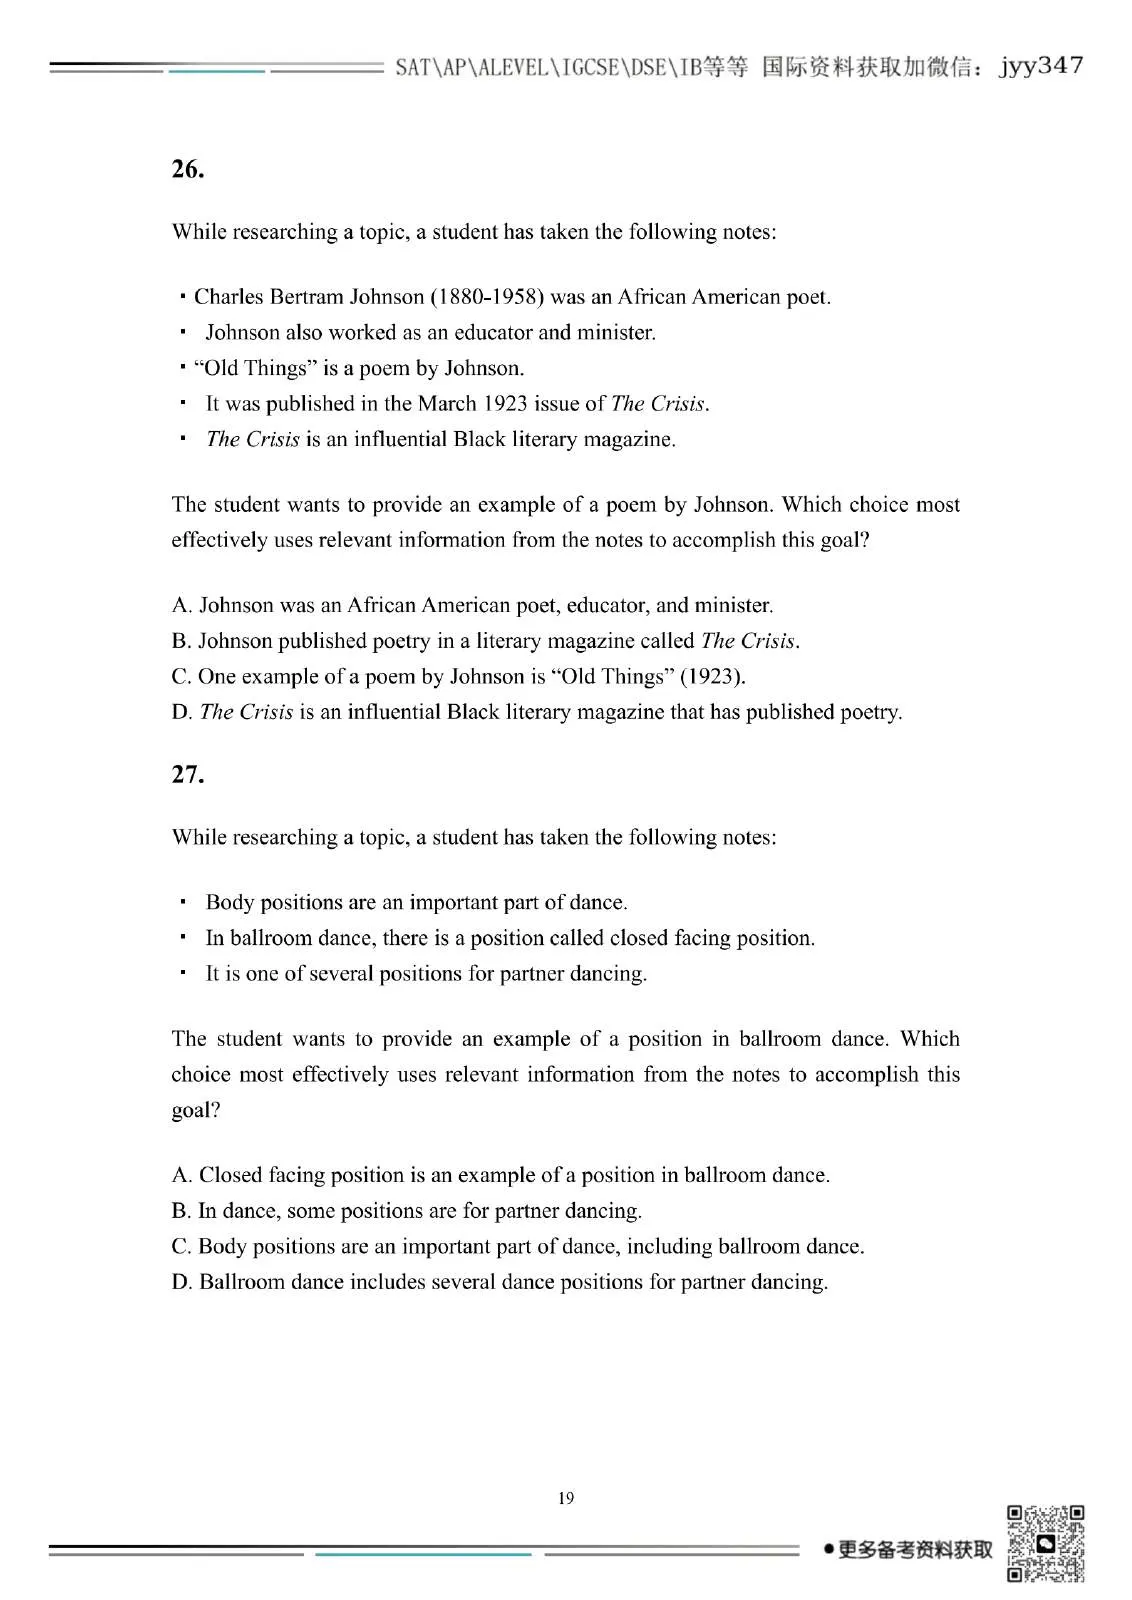 SAT\AP\ALEVEL\IGCSE\DSE\IB等等 国际资料获取加微信：jyy347
26.
While researching a topic, a student has taken the following notes:
· Charles Bertram Johnson (1880-1958) was an African American poet.
· Johnson also worked as an educator and minister.
· “Old Things” is a poem by Johnson.
· It was published in the March 1923 issue of The Crisis.
· The Crisis is an influential Black literary magazine.
The student wants to provide an example of a poem by Johnson. Which choice most
effectively uses relevant information from the notes to accomplish this goal?
A. Johnson was an African American poet, educator, and minister.
B. Johnson published poetry in a literary magazine called The Crisis.
C. One example of a poem by Johnson is “Old Things” (1923).
D. The Crisis is an influential Black literary magazine that has published poetry.
27.
While researching a topic, a student has taken the following notes:
· Body positions are an important part of dance.
· In ballroom dance, there is a position called closed facing position.
· It is one of several positions for partner dancing.
The student wants to provide an example of a position in ballroom dance. Which
choice most effectively uses relevant information from the notes to accomplish this
goal?
A. Closed facing position is an example of a position in ballroom dance.
B. In dance, some positions are for partner dancing.
C. Body positions are an important part of dance, including ballroom dance.
D. Ballroom dance includes several dance positions for partner dancing.
19
●更多备考资料获取